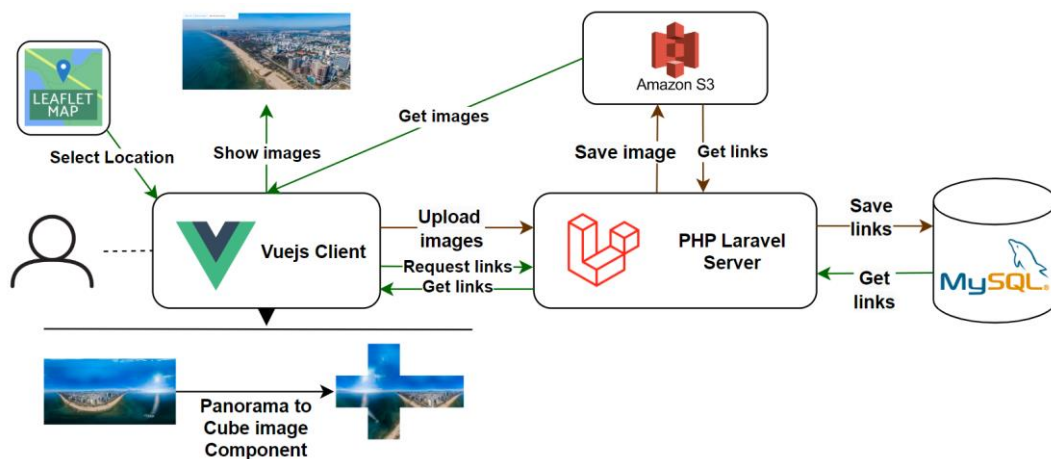 LEAFLET
MAP
Amazon S3
Get images
Select Location
Show images
Save image
Get links
Vuejs Client
Upload
images
Request links
Get links
PHP Laravel
Server
Save
links
Get
links
MySQL
Panorama to
Cube image
Component